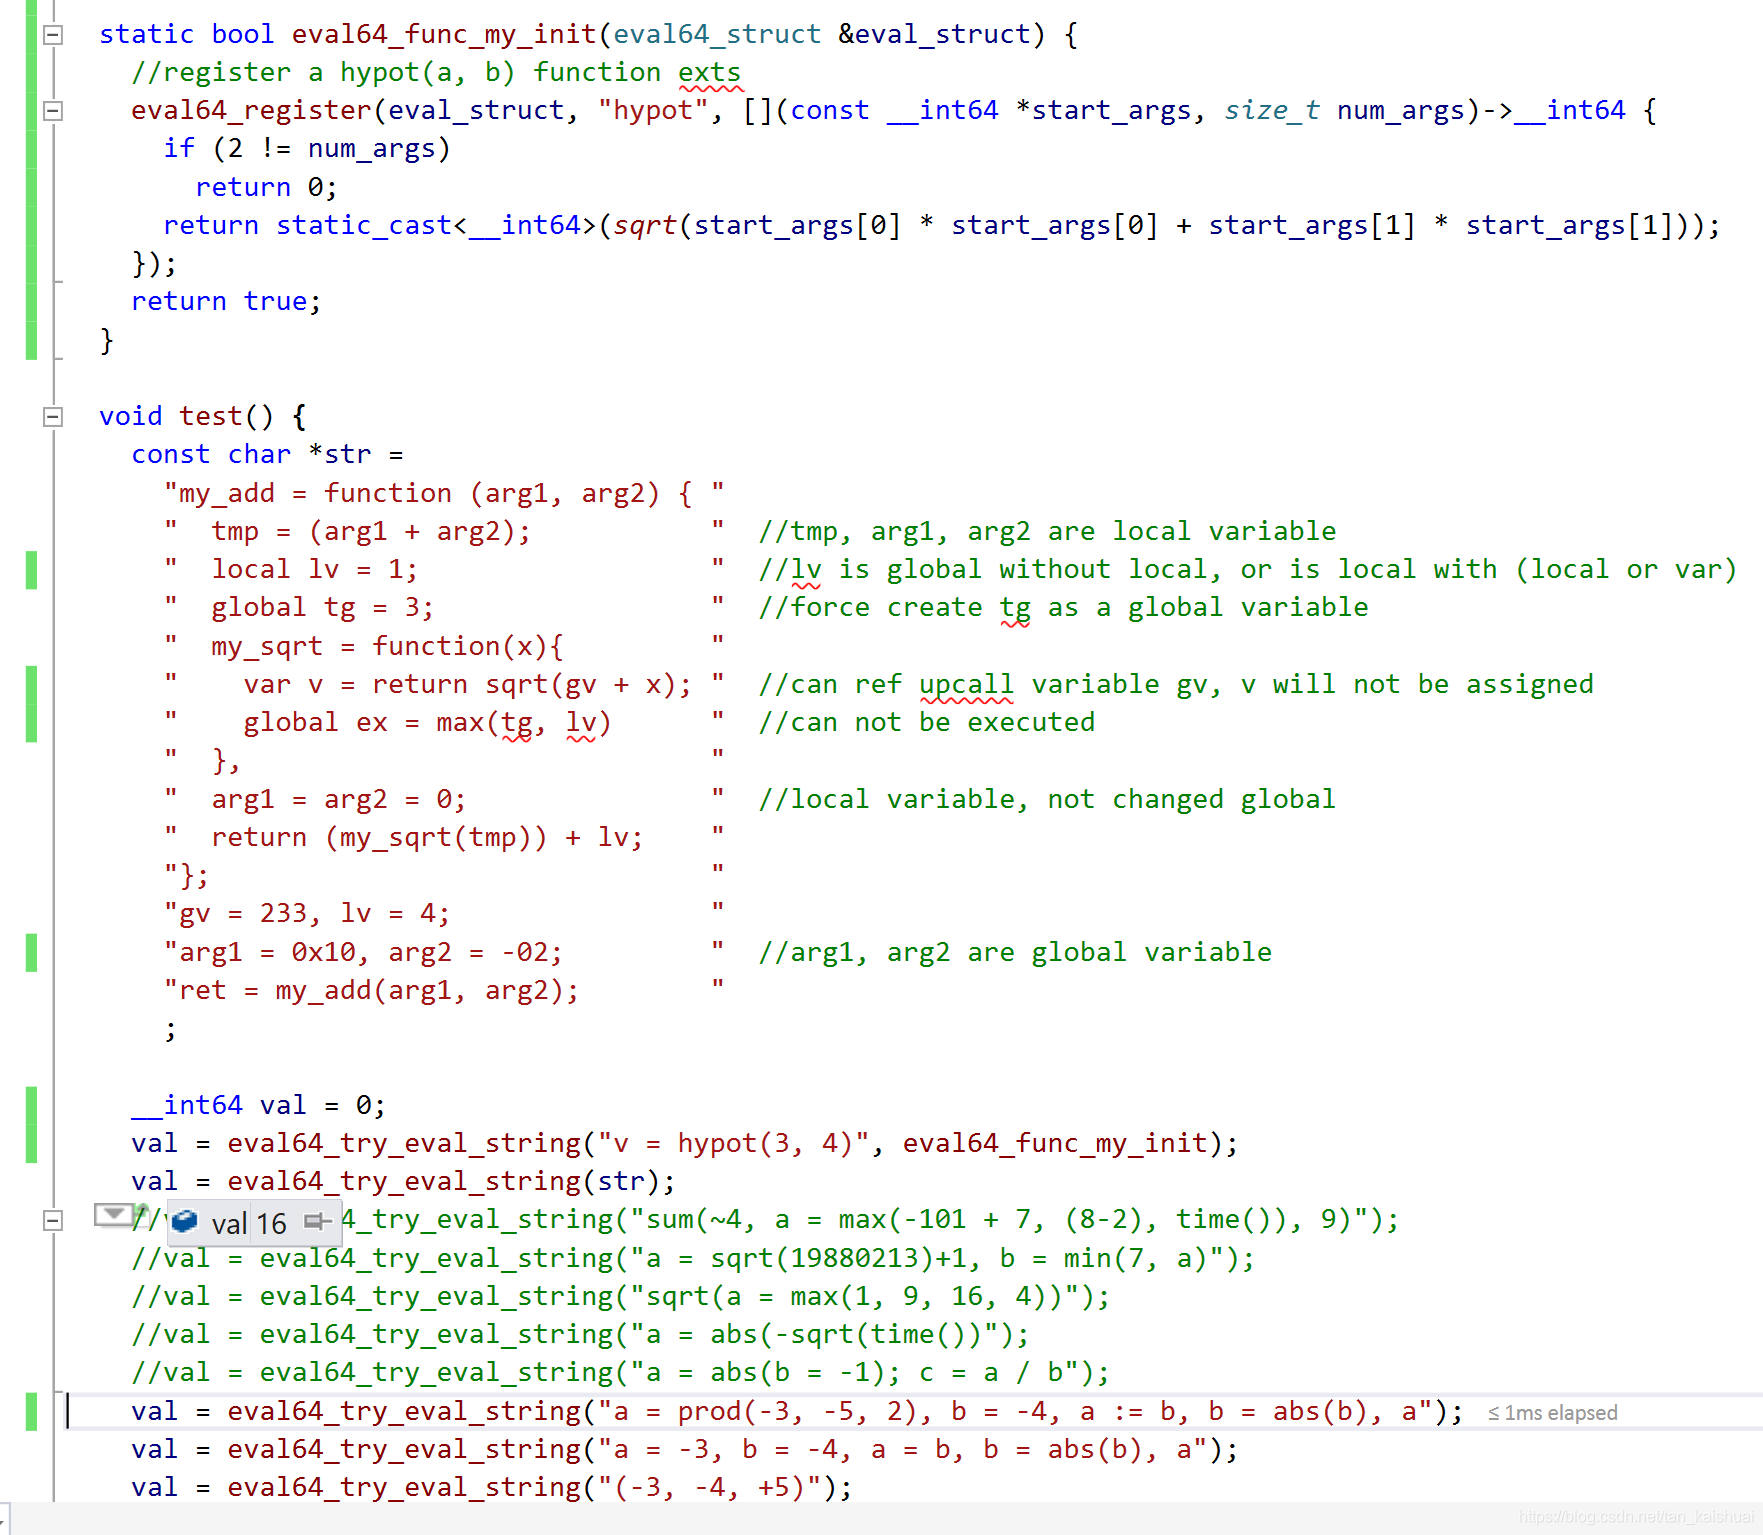 static bool eval64_func_my_init(eval64_struct &eval_struct) {
  //register a hypot(a, b) function exts
  eval64_register(eval_struct, "hypot", [](const __int64 *start_args, size_t num_args)->__int64 {
    if (2 != num_args)
      return 0;
    return static_cast<__int64>(sqrt(start_args[0] * start_args[0] + start_args[1] * start_args[1]));
  });
  return true;
}
void test() {
  const char *str =
    "my_add = function (arg1, arg2) { "
    "  tmp = (arg1 + arg2);           "  //tmp, arg1, arg2 are local variable
    "  local lv = 1;                  "  //lv is global without local, or is local with (local or var)
    "  global tg = 3;                 "  //force create tg as a global variable
    "  my_sqrt = function(x){         "
    "    var v = return sqrt(gv + x); "  //can ref upcall variable gv, v will not be assigned
    "    global ex = max(tg, lv)      "  //can not be executed
    "  },                             "
    "  arg1 = arg2 = 0;               "  //local variable, not changed global
    "  return (my_sqrt(tmp)) + lv;    "
    "};                               "
    "gv = 233, lv = 4;                "
    "arg1 = 0x10, arg2 = -02;         "  //arg1, arg2 are global variable
    "ret = my_add(arg1, arg2);        "
    ;
  __int64 val = 0;
  val = eval64_try_eval_string("v = hypot(3, 4)", eval64_func_my_init);
  val = eval64_try_eval_string(str);
  //v val 16 4_try_eval_string("sum(~4, a = max(-101 + 7, (8-2), time()), 9)");
  //val = eval64_try_eval_string("a = sqrt(19880213)+1, b = min(7, a)");
  //val = eval64_try_eval_string("sqrt(a = max(1, 9, 16, 4))");
  //val = eval64_try_eval_string("a = abs(-sqrt(time())");
  //val = eval64_try_eval_string("a = abs(b = -1); c = a / b");
  val = eval64_try_eval_string("a = prod(-3, -5, 2), b = -4, a := b, b = abs(b), a"); ≤ 1ms elapsed
  val = eval64_try_eval_string("a = -3, b = -4, a = b, b = abs(b), a");
  val = eval64_try_eval_string("(-3, -4, +5)");
https://blog.csdn.net/tan_kaishuai